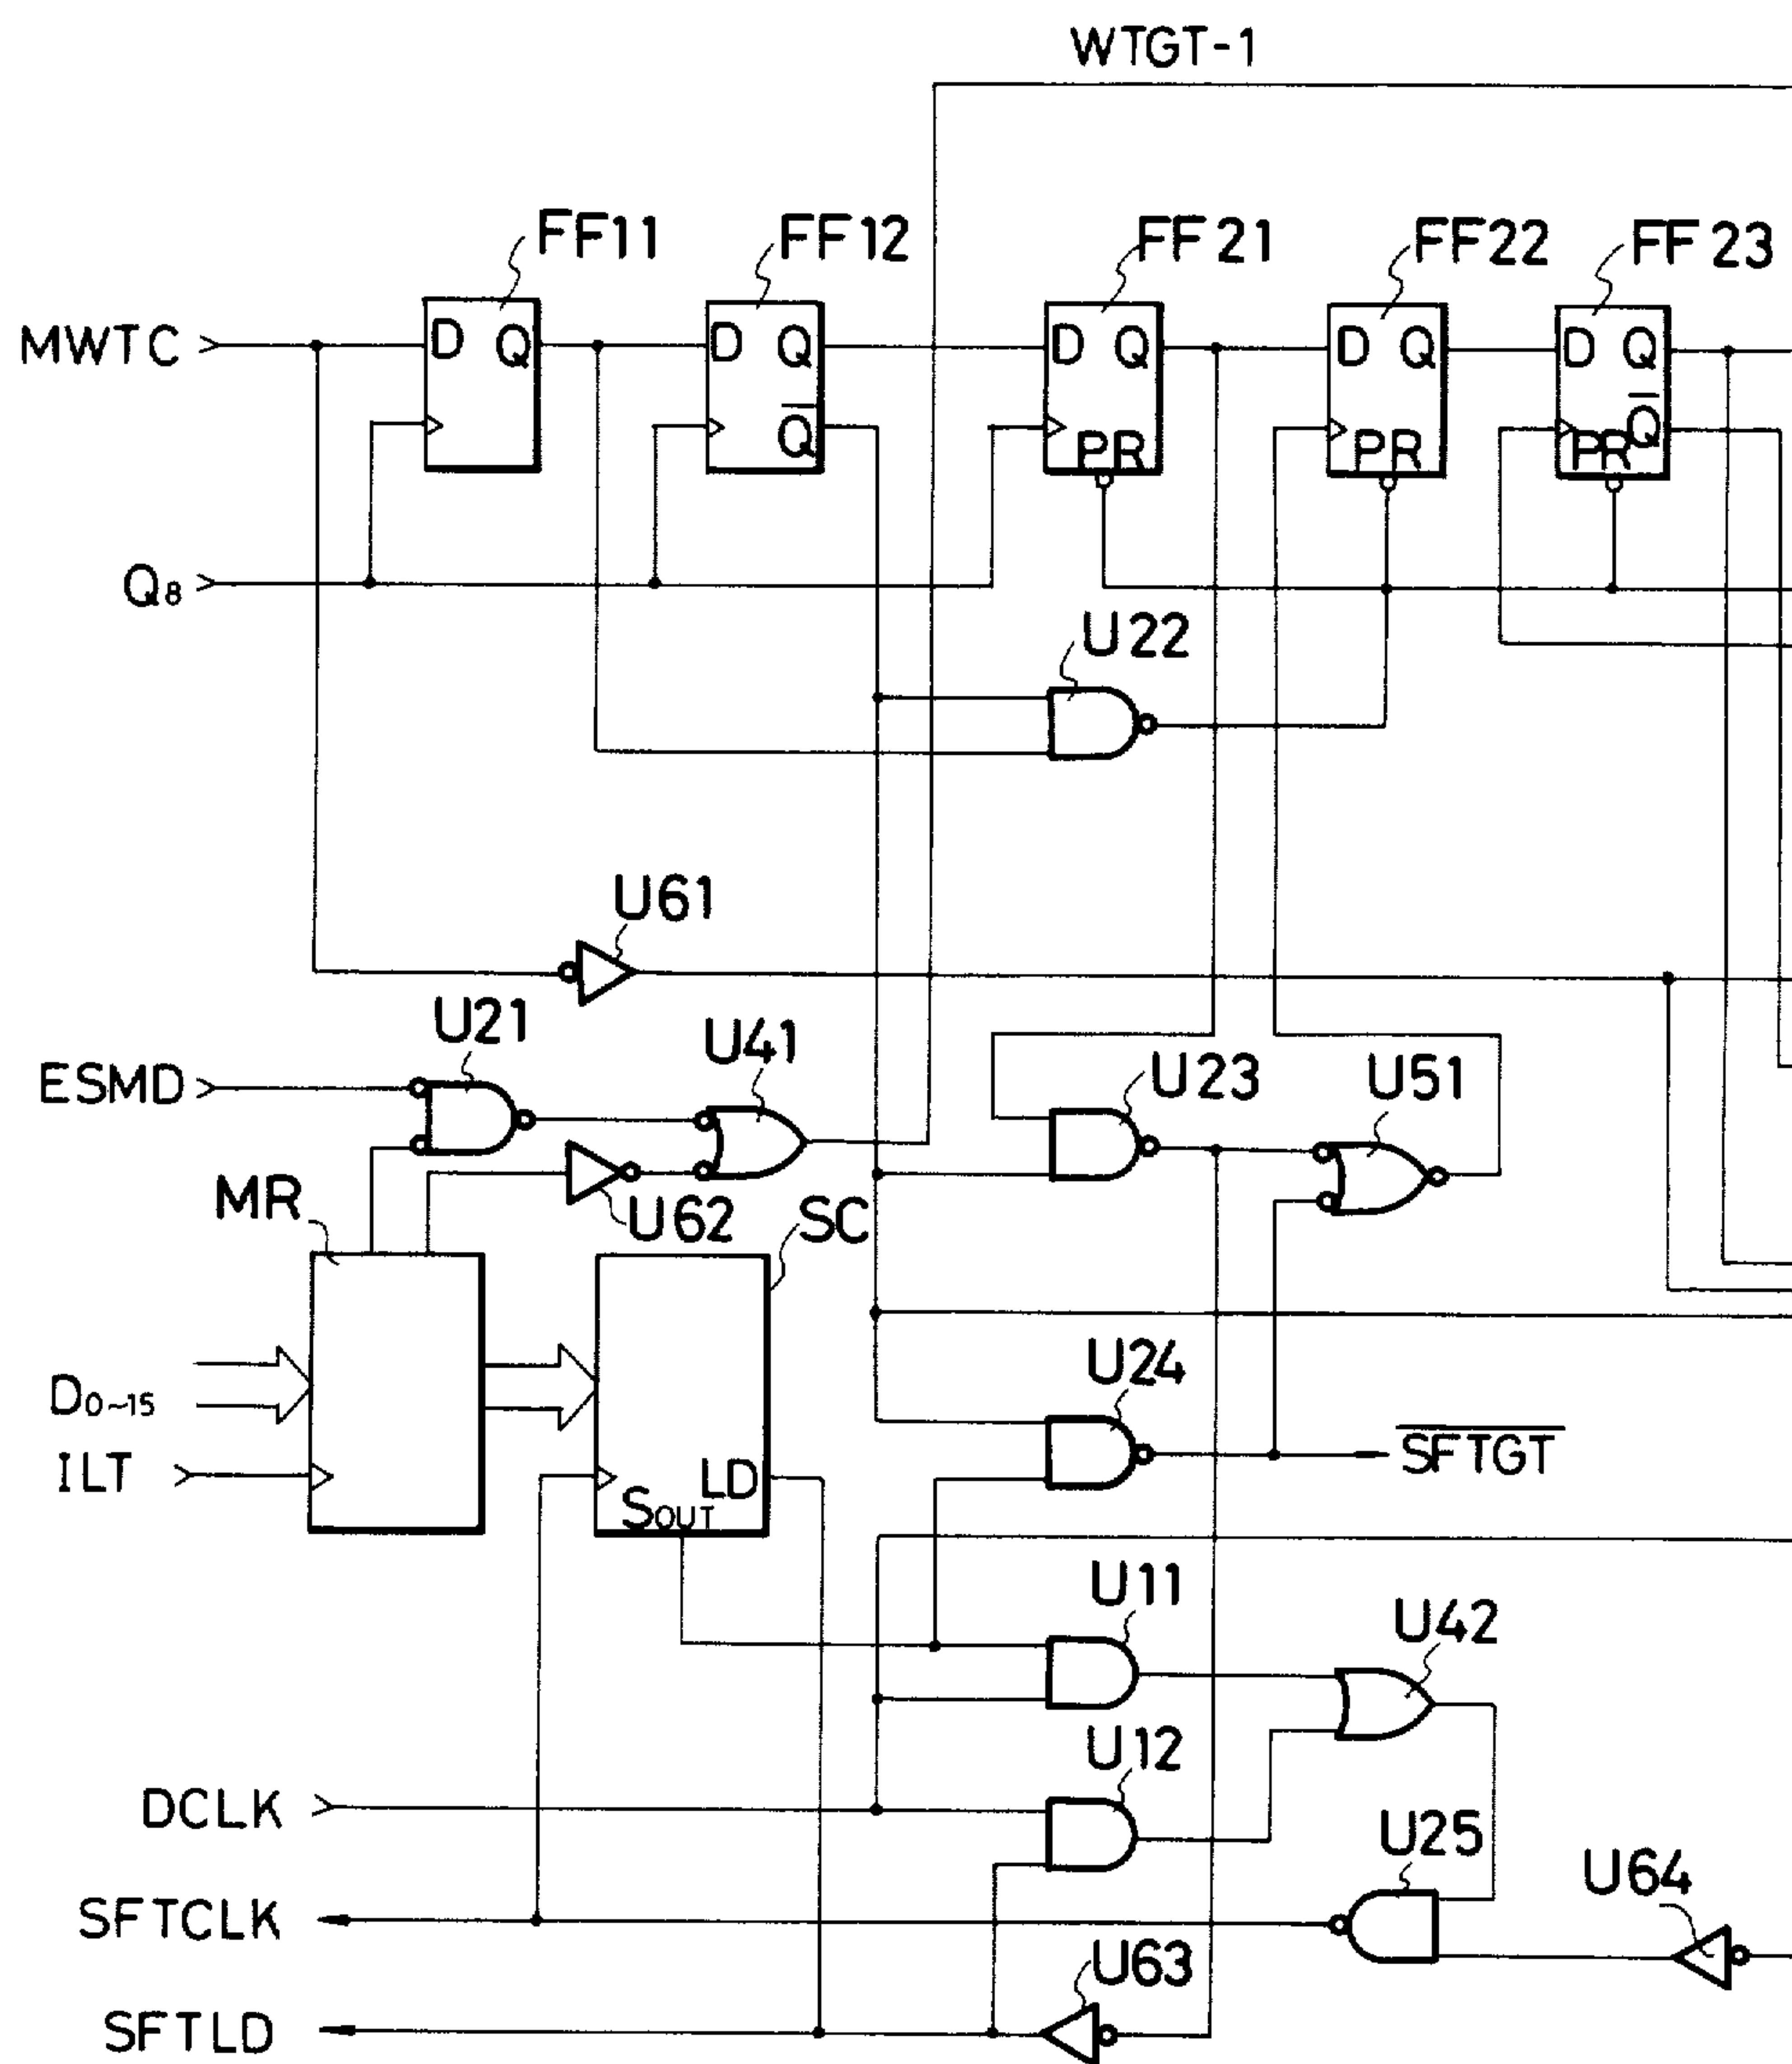 WTGT-1
FF11
FF12
FF21
FF22
FF23
MWTC
D Q
D Q
Q̅
D Q
PR
D Q
PR
D Q
PR Q̅
Q₈
U22
U61
U21
U41
ESMD
U23
U51
MR
U62
SC
U24
D₀~₁₅
S̅F̅T̅G̅T̅
ILT
LD
SOUT
U11
U42
U12
DCLK
U25
U64
SFTCLK
U63
SFTLD